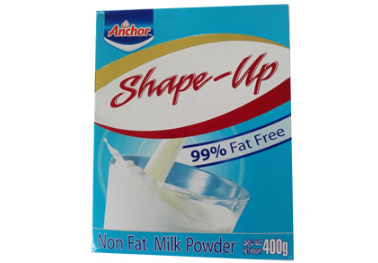 Anchor
Shape-Up
99% Fat Free
Non Fat Milk Powder
400g